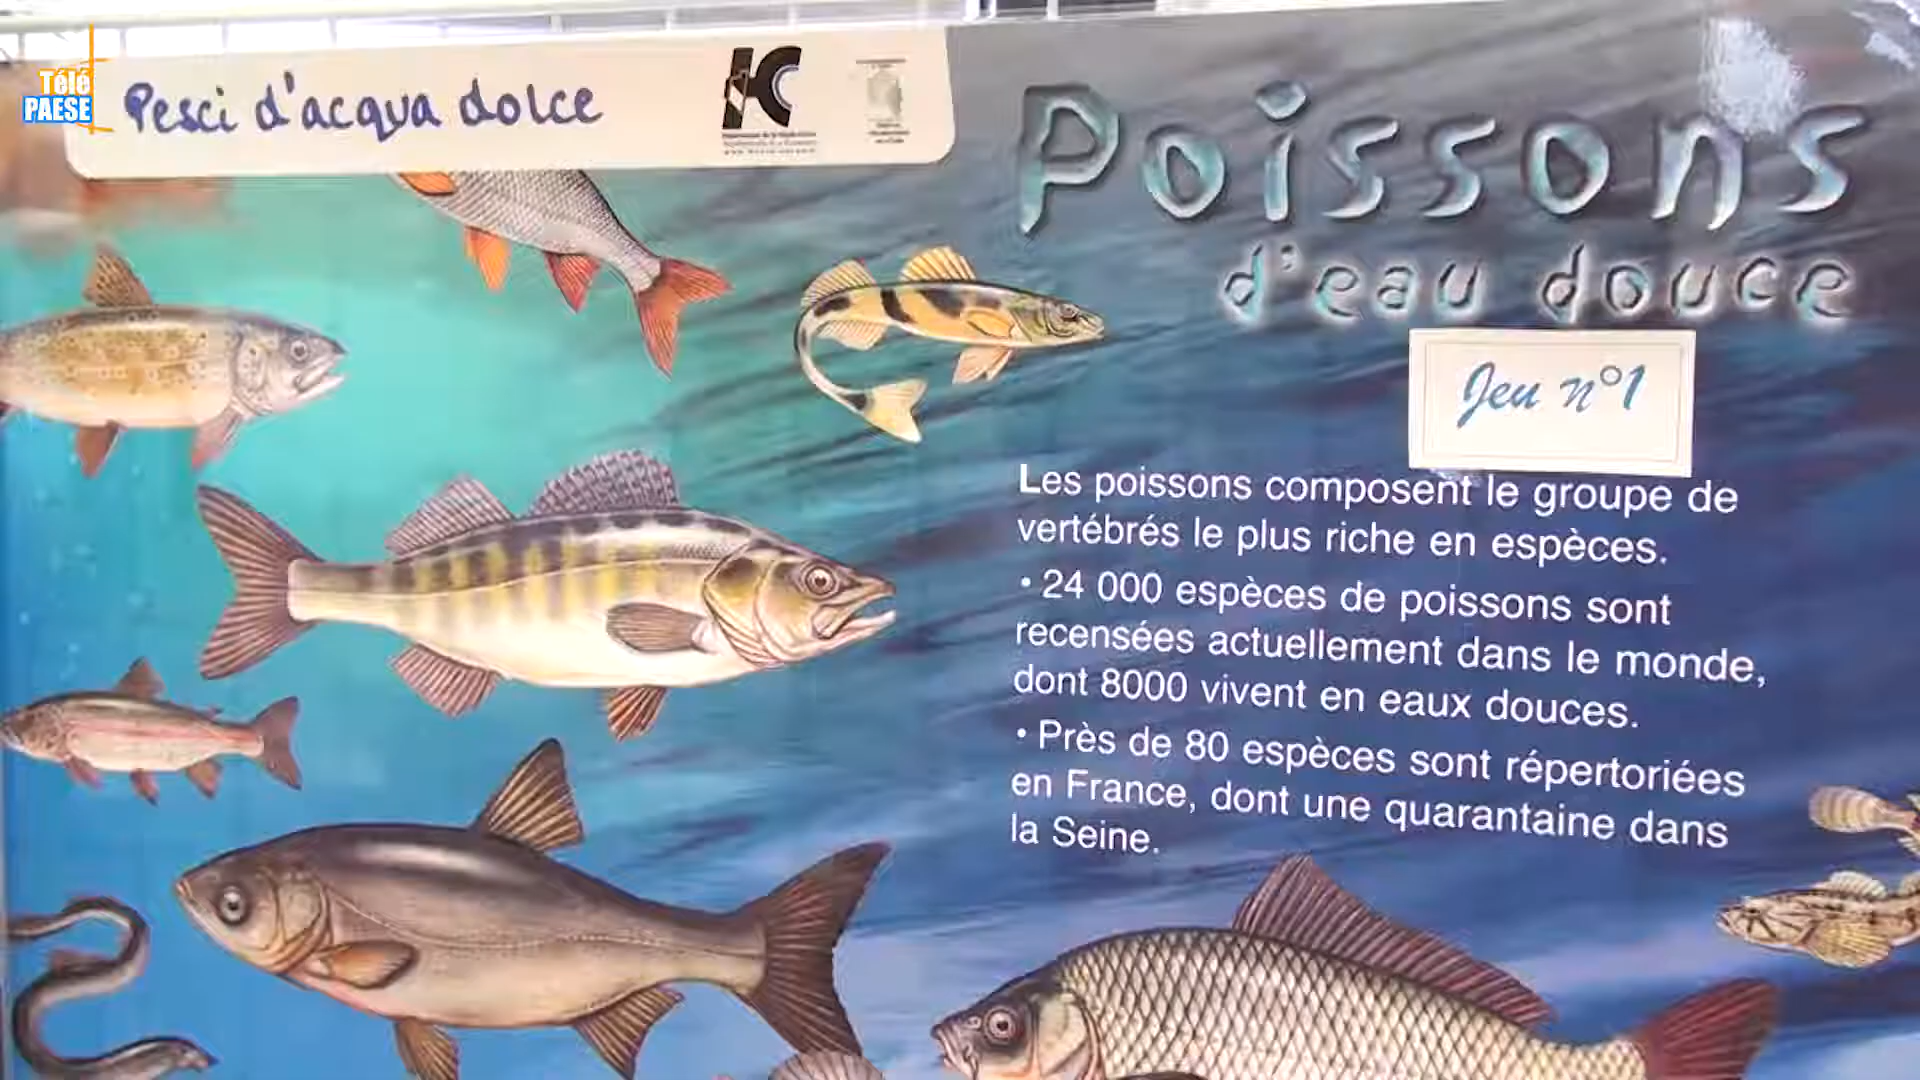 Télé
PAESE
Pesci d'acqua dolce
Poissons
d'eau douce
Jeu n°1
Les poissons composent le groupe de
vertébrés le plus riche en espèces.
• 24 000 espèces de poissons sont
recensées actuellement dans le monde,
dont 8000 vivent en eaux douces.
• Près de 80 espèces sont répertoriées
en France, dont une quarantaine dans
la Seine.